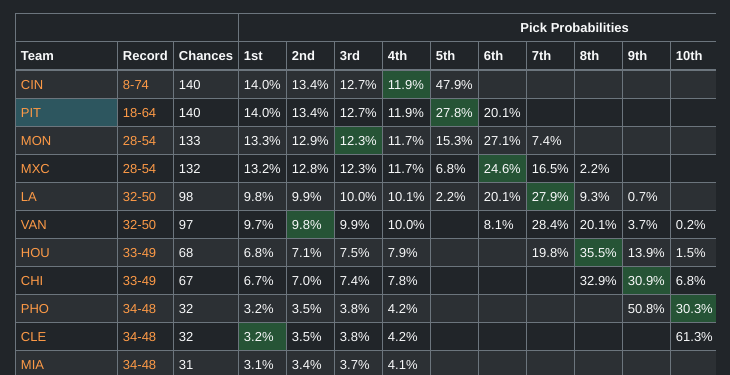 Pick Probabilities
Team Record Chances 1st 2nd 3rd 4th 5th 6th 7th 8th 9th 10th
CIN 8-74 140 14.0% 13.4% 12.7% 11.9% 47.9%
PIT 18-64 140 14.0% 13.4% 12.7% 11.9% 27.8% 20.1%
MON 28-54 133 13.3% 12.9% 12.3% 11.7% 15.3% 27.1% 7.4%
MXC 28-54 132 13.2% 12.8% 12.3% 11.7% 6.8% 24.6% 16.5% 2.2%
LA 32-50 98 9.8% 9.9% 10.0% 10.1% 2.2% 20.1% 27.9% 9.3% 0.7%
VAN 32-50 97 9.7% 9.8% 9.9% 10.0% 8.1% 28.4% 20.1% 3.7% 0.2%
HOU 33-49 68 6.8% 7.1% 7.5% 7.9% 19.8% 35.5% 13.9% 1.5%
CHI 33-49 67 6.7% 7.0% 7.4% 7.8% 32.9% 30.9% 6.8%
PHO 34-48 32 3.2% 3.5% 3.8% 4.2% 50.8% 30.3%
CLE 34-48 32 3.2% 3.5% 3.8% 4.2% 61.3%
MIA 34-48 31 3.1% 3.4% 3.7% 4.1%